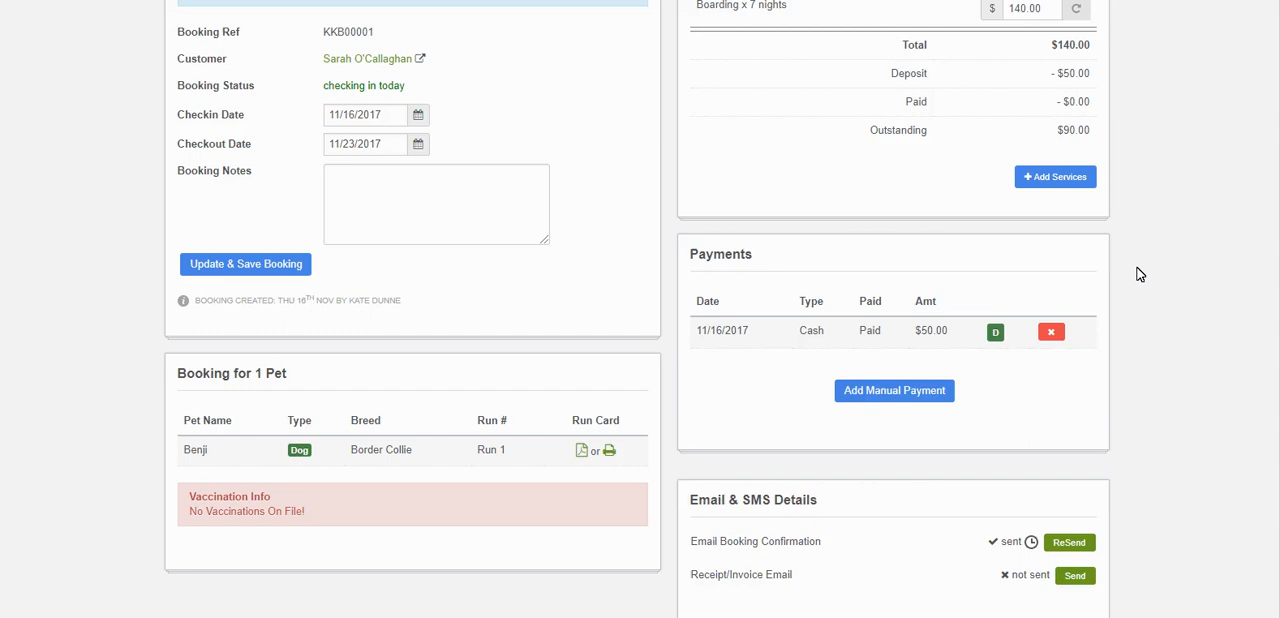 Booking Ref KKB00001
Customer Sarah O'Callaghan
Booking Status checking in today
Checkin Date 11/16/2017
Checkout Date 11/23/2017
Booking Notes
Update & Save Booking
BOOKING CREATED: THU 16TH NOV BY KATE DUNNE
Booking for 1 Pet
Pet Name Type Breed Run # Run Card
Benji Dog Border Collie Run 1 or
Vaccination Info
No Vaccinations On File!
Boarding x 7 nights $ 140.00
Total $140.00
Deposit - $50.00
Paid - $0.00
Outstanding $90.00
+ Add Services
Payments
Date Type Paid Amt
11/16/2017 Cash Paid $50.00 D
Add Manual Payment
Email & SMS Details
Email Booking Confirmation sent ReSend
Receipt/Invoice Email not sent Send